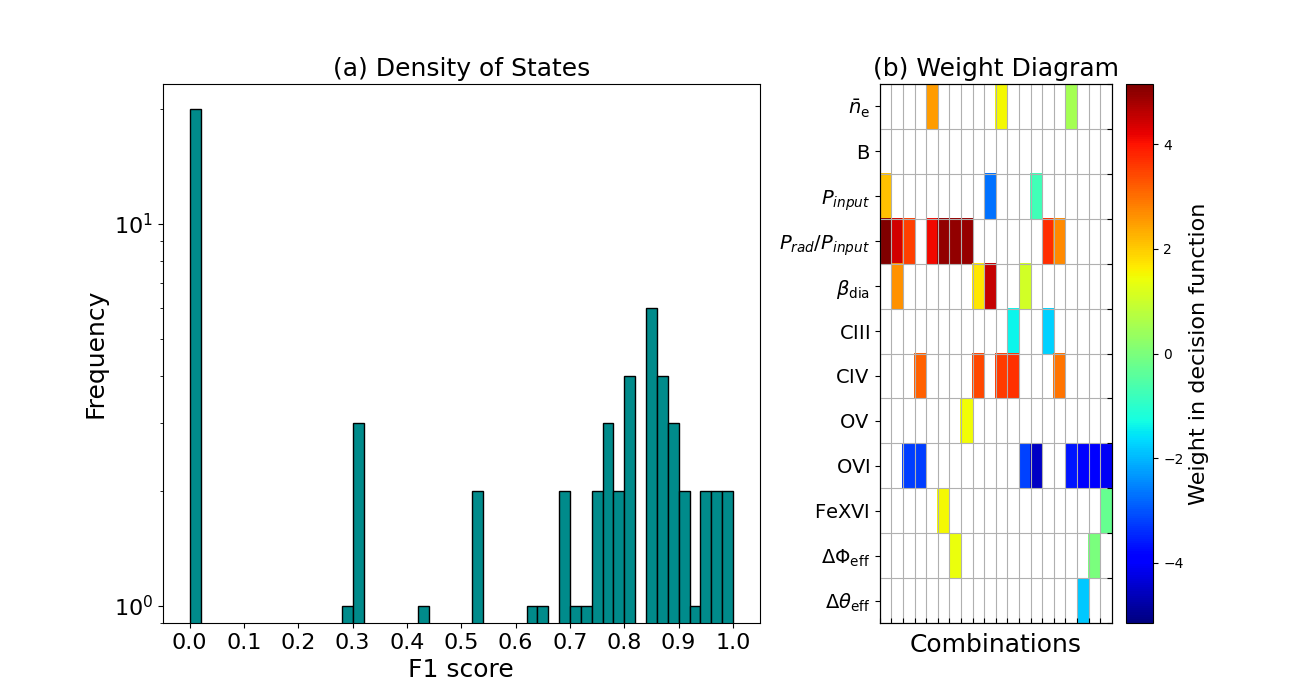 (a) Density of States
Frequency
10¹
10⁰
0.0 0.1 0.2 0.3 0.4 0.5 0.6 0.7 0.8 0.9 1.0
F1 score
(b) Weight Diagram
n̄e
B
Pinput
Prad/Pinput
βdia
CIII
CIV
OV
OVI
FeXVI
ΔΦeff
Δθeff
Combinations
4
2
0
−2
−4
Weight in decision function